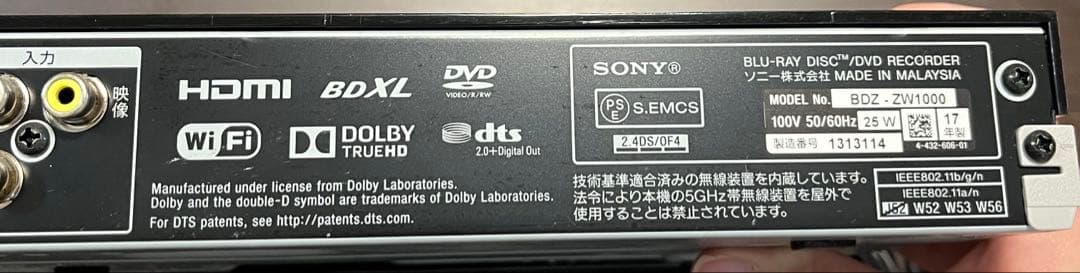 入力
映像
HDMI
BDXL
DVD
VIDEO/R/RW
Wi Fi
DOLBY
TRUEHD
dts
2.0+Digital Out
Manufactured under license from Dolby Laboratories.
Dolby and the double-D symbol are trademarks of Dolby Laboratories.
For DTS patents, see http://patents.dts.com.
SONY®
PS
E
S.EMCS
2.4DS/OF4
BLU-RAY DISC™/DVD RECORDER
ソニー株式会社 MADE IN MALAYSIA
MODEL No. BDZ - ZW1000
100V 50/60Hz 25 W
製造番号 1313114
17
年製
4-432-606-01
技術基準適合済みの無線装置を内蔵しています。
法令により本機の5GHz帯無線装置を屋外で
使用することは禁止されています。
IEEE802.11b/g/n
IEEE802.11a/n
J52 W52 W53 W56